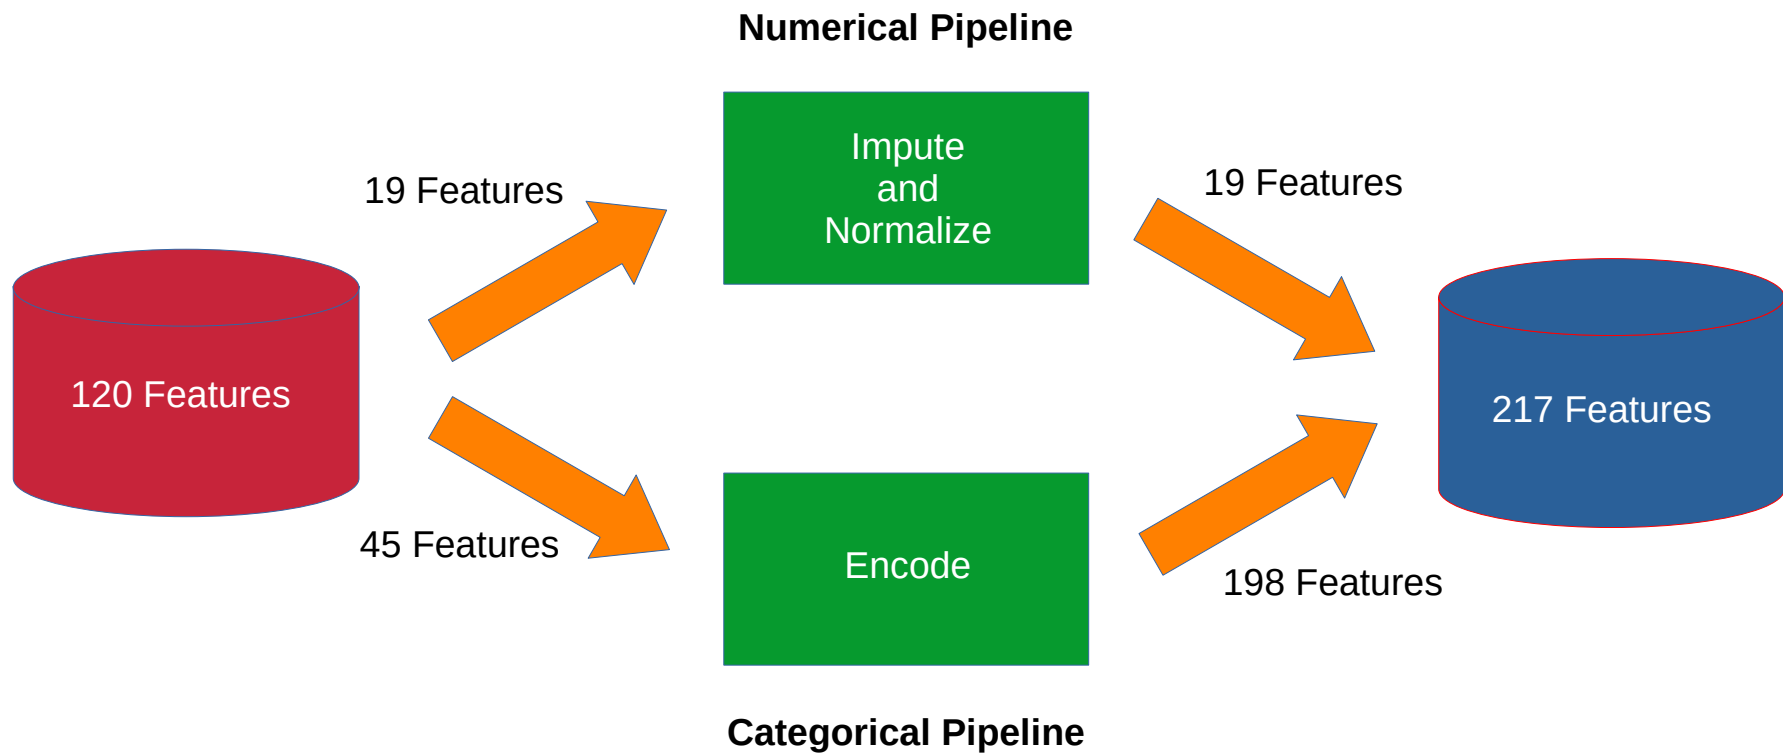 Numerical Pipeline
Impute
and
Normalize
19 Features
19 Features
120 Features
217 Features
45 Features
Encode
198 Features
Categorical Pipeline